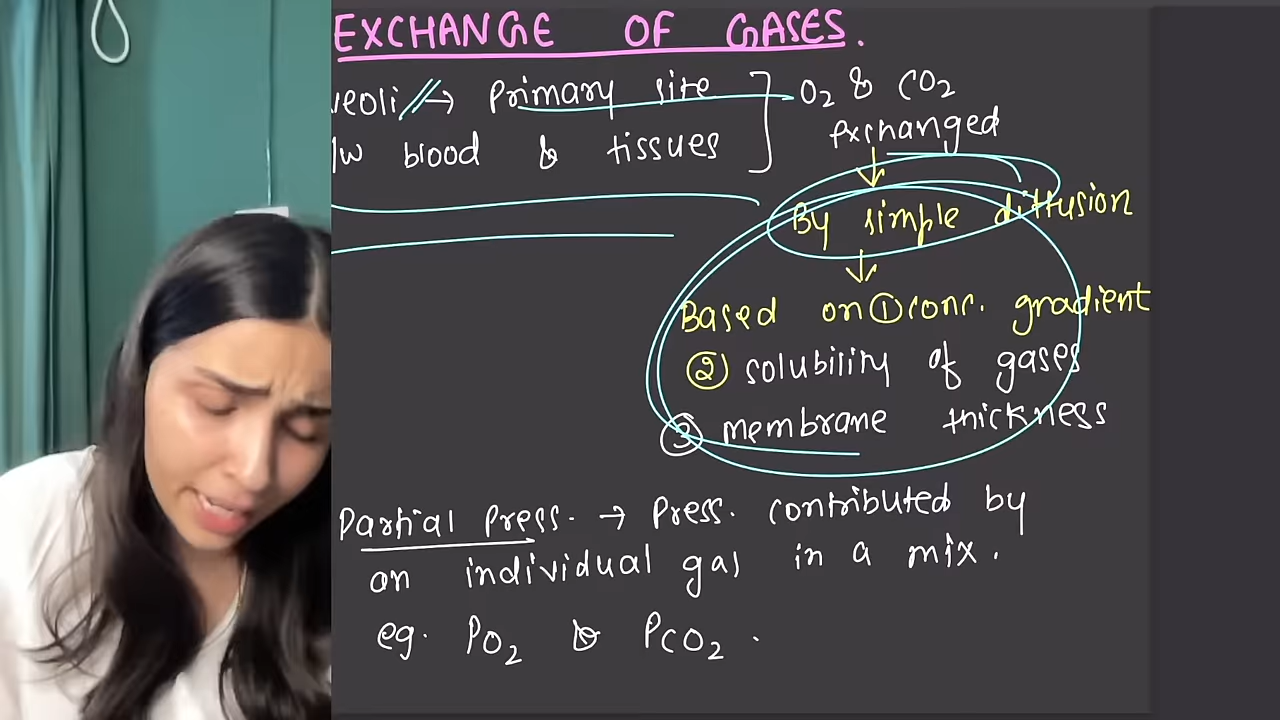 EXCHANGE OF GASES.
veoli → Primary site
/w blood & tissues
O2 & CO2
exchanged
↓
By simple diffusion
↓
Based on ① conc. gradient
② solubility of gases
③ membrane thickness
Partial Press. → Press. contributed by
an individual gas in a mix.
eg. PO2 & PCO2.